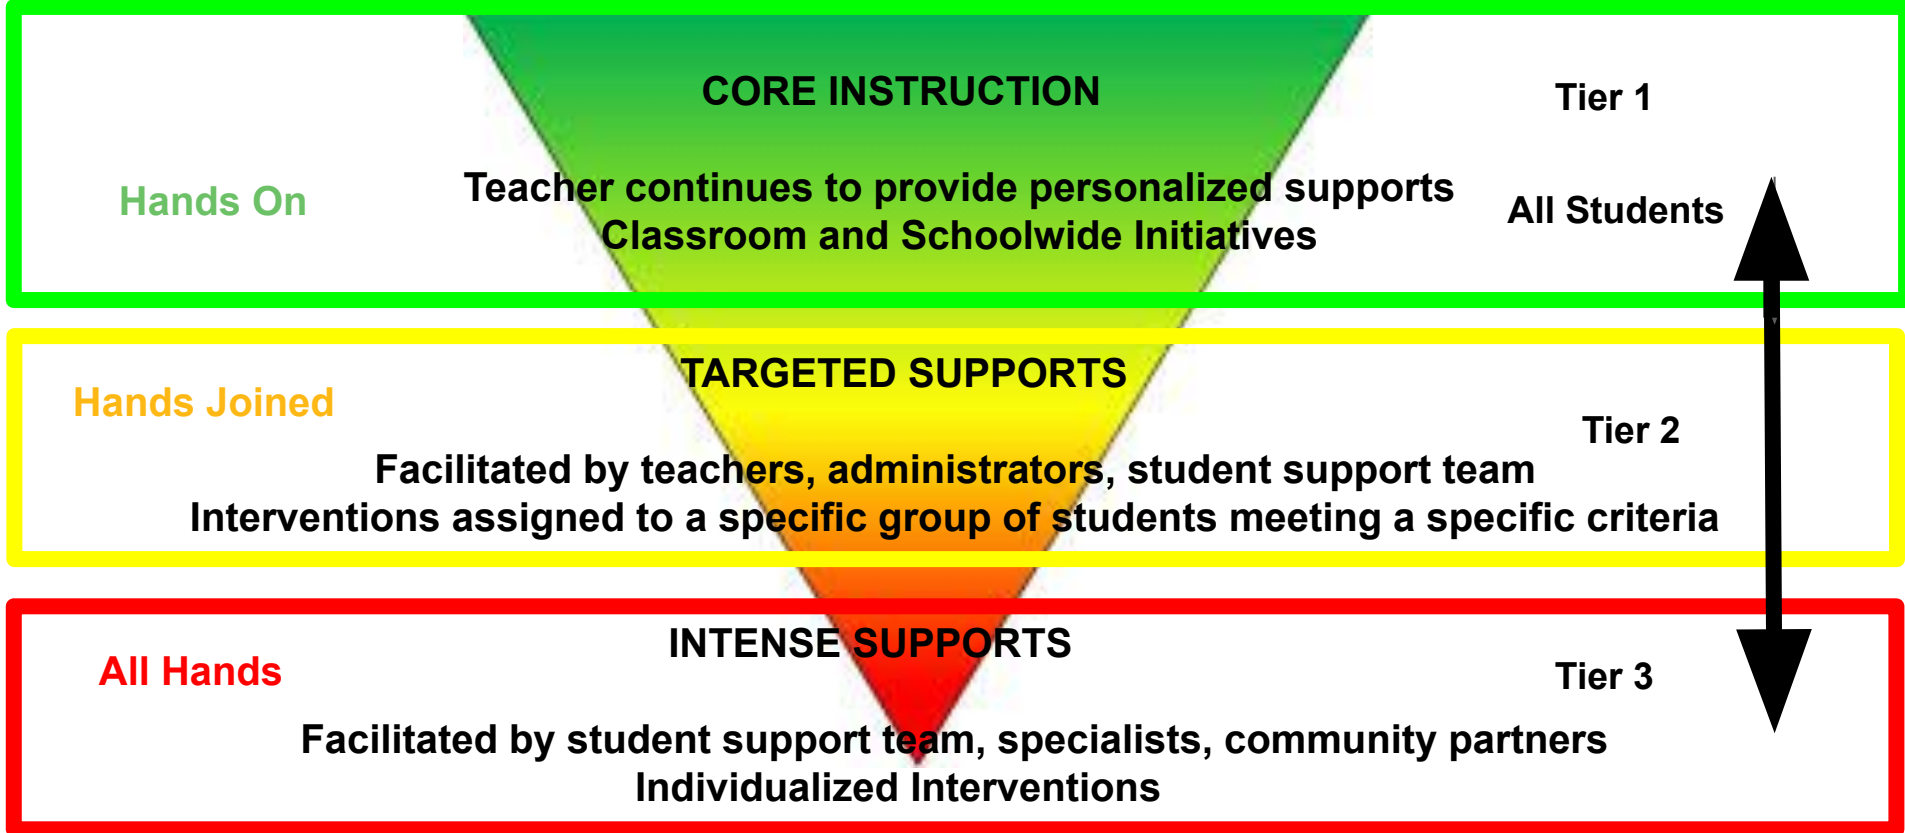 CORE INSTRUCTION
Tier 1
Hands On
Teacher continues to provide personalized supports
Classroom and Schoolwide Initiatives
All Students
TARGETED SUPPORTS
Hands Joined
Tier 2
Facilitated by teachers, administrators, student support team
Interventions assigned to a specific group of students meeting a specific criteria
INTENSE SUPPORTS
All Hands
Tier 3
Facilitated by student support team, specialists, community partners
Individualized Interventions